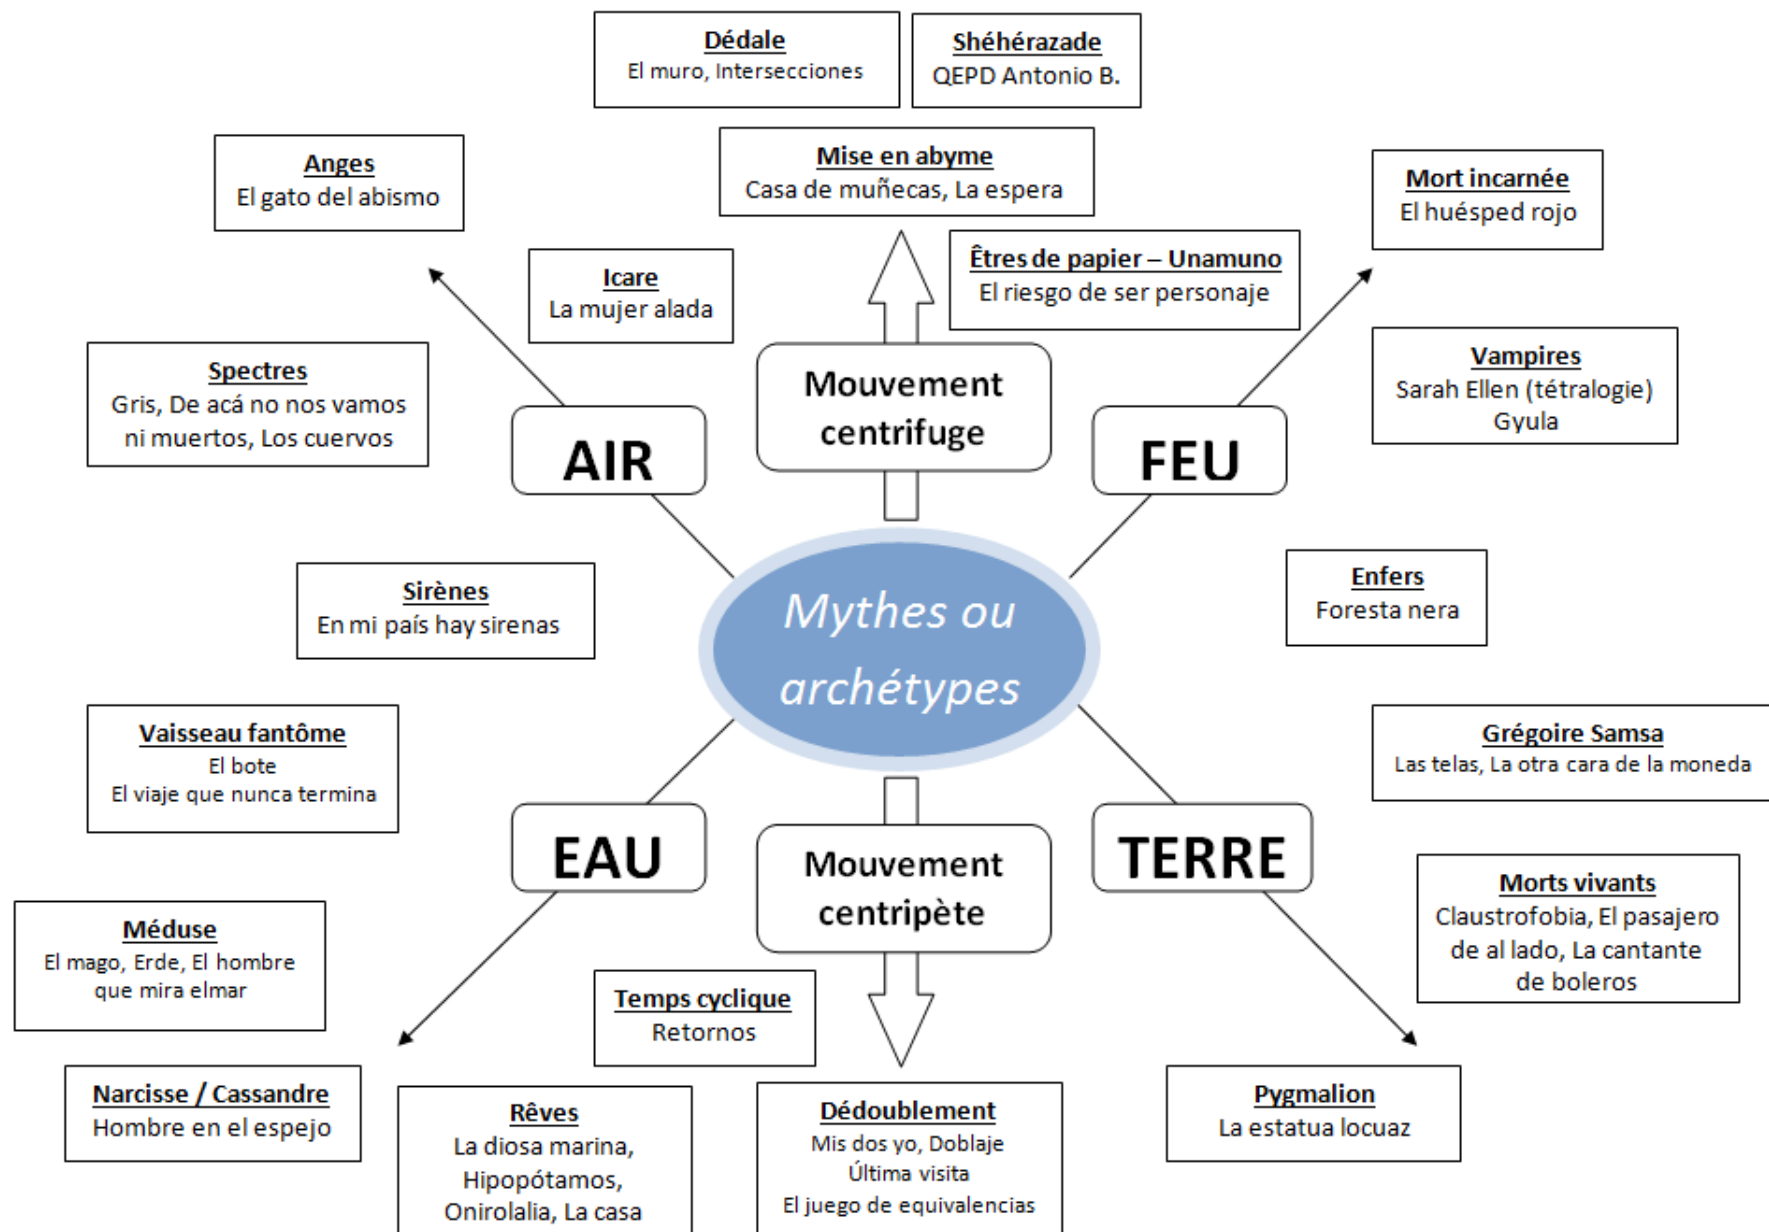 Dédale
El muro, Intersecciones
Shéhérazade
QEPD Antonio B.
Anges
El gato del abismo
Mise en abyme
Casa de muñecas, La espera
Mort incarnée
El huésped rojo
Icare
La mujer alada
Êtres de papier – Unamuno
El riesgo de ser personaje
Spectres
Gris, De acá no nos vamos
ni muertos, Los cuervos
Vampires
Sarah Ellen (tétralogie)
Gyula
AIR
Mouvement
centrifuge
FEU
Sirènes
En mi país hay sirenas
Mythes ou
archétypes
Enfers
Foresta nera
Vaisseau fantôme
El bote
El viaje que nunca termina
Grégoire Samsa
Las telas, La otra cara de la moneda
EAU
Mouvement
centripète
TERRE
Morts vivants
Claustrofobia, El pasajero
de al lado, La cantante
de boleros
Méduse
El mago, Erde, El hombre
que mira elmar
Temps cyclique
Retornos
Narcisse / Cassandre
Hombre en el espejo
Rêves
La diosa marina,
Hipopótamos,
Onirolalia, La casa
Dédoublement
Mis dos yo, Doblaje
Última visita
El juego de equivalencias
Pygmalion
La estatua locuaz